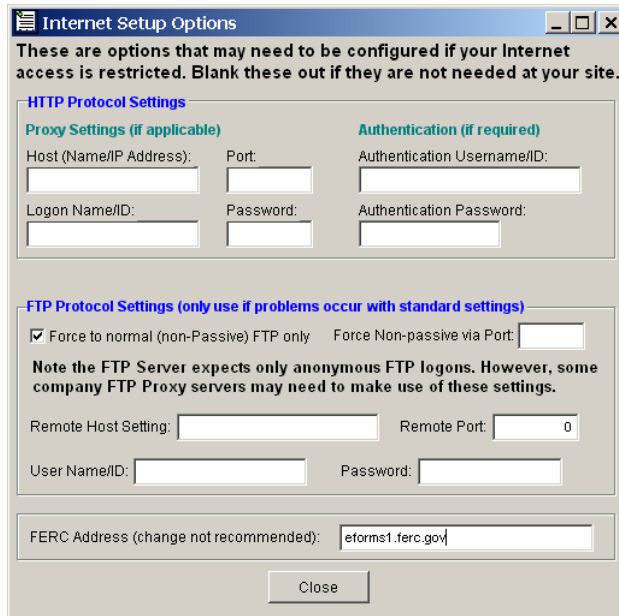 Internet Setup Options
These are options that may need to be configured if your Internet
access is restricted. Blank these out if they are not needed at your site.
HTTP Protocol Settings
Proxy Settings (if applicable) Authentication (if required)
Host (Name/IP Address): Port: Authentication Username/ID:
Logon Name/ID: Password: Authentication Password:
FTP Protocol Settings (only use if problems occur with standard settings)
Force to normal (non-Passive) FTP only Force Non-passive via Port:
Note the FTP Server expects only anonymous FTP logons. However, some
company FTP Proxy servers may need to make use of these settings.
Remote Host Setting: Remote Port: 0
User Name/ID: Password:
FERC Address (change not recommended): eforms1.ferc.gov
Close